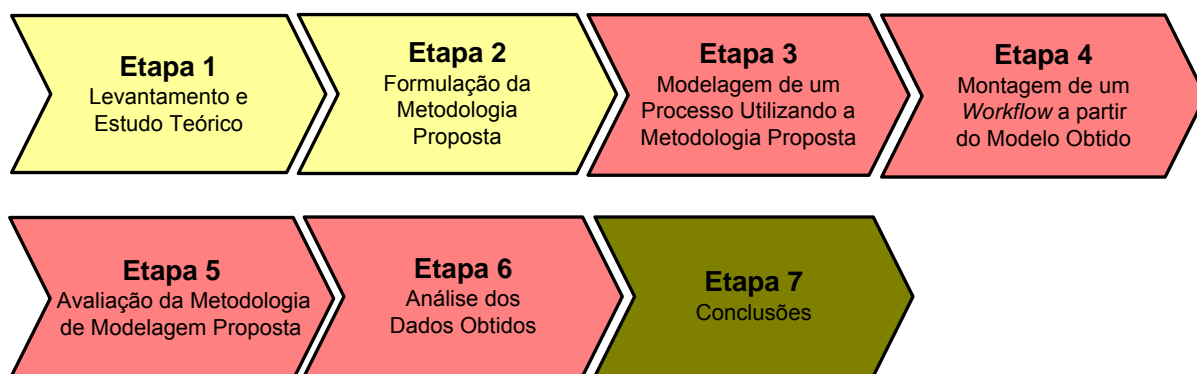 Etapa 1
Levantamento e
Estudo Teórico
Etapa 2
Formulação da
Metodologia
Proposta
Etapa 3
Modelagem de um
Processo Utilizando a
Metodologia Proposta
Etapa 4
Montagem de um
Workflow a partir
do Modelo Obtido
Etapa 5
Avaliação da Metodologia
de Modelagem Proposta
Etapa 6
Análise dos
Dados Obtidos
Etapa 7
Conclusões